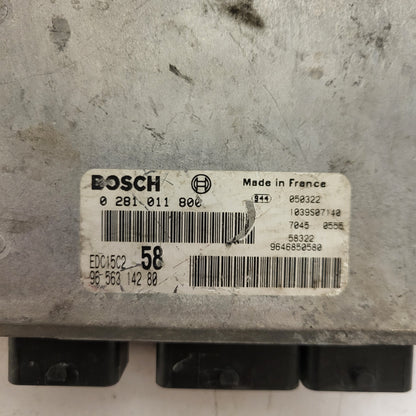 BOSCH Made in France
0 281 011 800 944 050322
1039S07140
7045 0556
58322
EDC15C2 58 9646850580
96 563 142 80